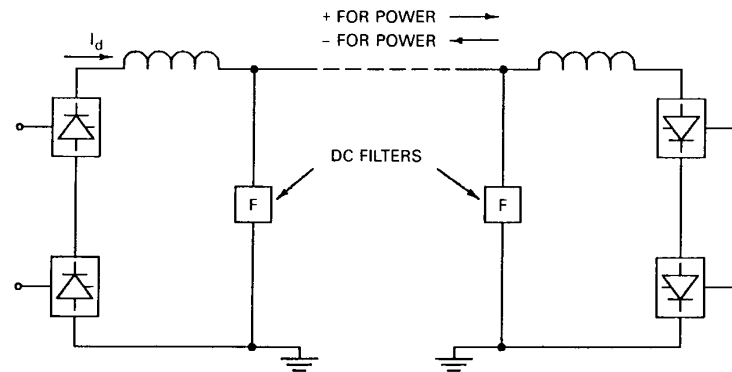 + FOR POWER
− FOR POWER
Id
DC FILTERS
F
F